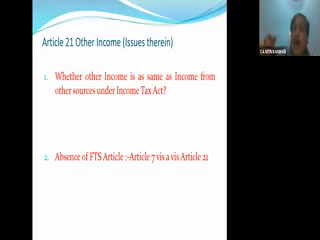 Article 21 Other Income (Issues therein)
1. Whether other Income is as same as Income from
other sources under Income Tax Act?
2. Absence of FTS Article :-Article 7 vis a vis Article 21